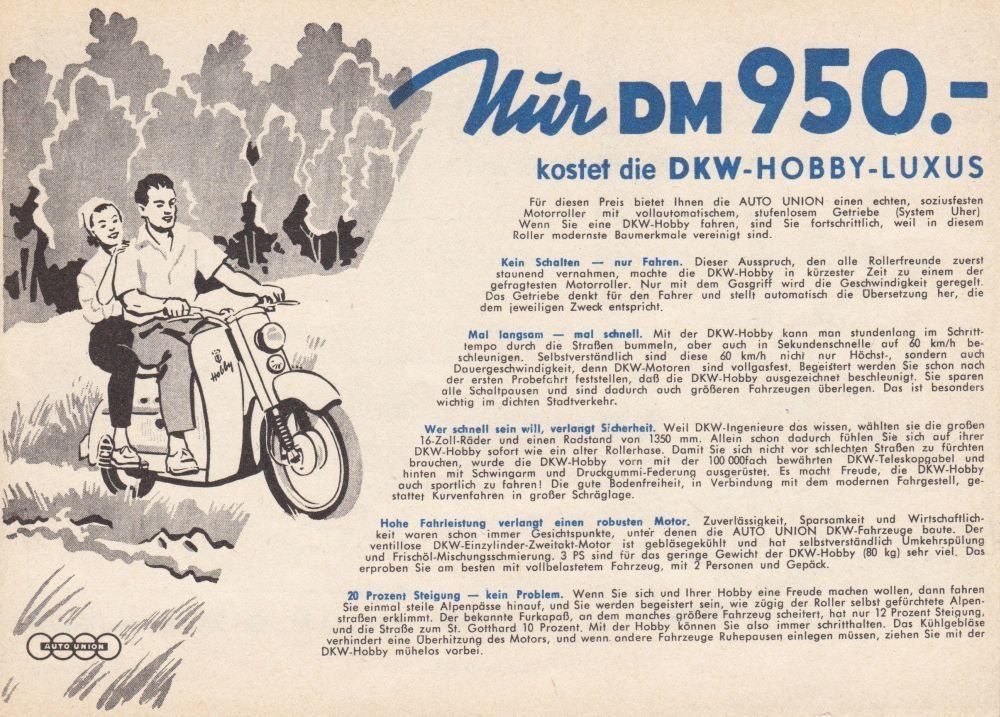 Nur DM 950.-
kostet die DKW-HOBBY-LUXUS
Für diesen Preis bietet Ihnen die AUTO UNION einen echten, soziusfesten
Motorroller mit vollautomatischem, stufenlosem Getriebe (System Uher)
Wenn Sie eine DKW-Hobby fahren, sind Sie fortschrittlich, weil in diesem
Roller modernste Baumerkmale vereinigt sind.
Kein Schalten — nur Fahren. Dieser Ausspruch, den alle Rollerfreunde zuerst
staunend vernahmen, machte die DKW-Hobby in kürzester Zeit zu einem der
gefragtesten Motorroller. Nur mit dem Gasgriff wird die Geschwindigkeit geregelt.
Das Getriebe denkt für den Fahrer und stellt automatisch die Übersetzung her, die
dem jeweiligen Zweck entspricht.
Mal langsam — mal schnell. Mit der DKW-Hobby kann man stundenlang im Schritt-
tempo durch die Straßen bummeln, aber auch in Sekundenschnelle auf 60 km/h be-
schleunigen. Selbstverständlich sind diese 60 km/h nicht nur Höchst-, sondern auch
Dauergeschwindigkeit, denn DKW-Motoren sind vollgasfest. Begeistert werden Sie schon nach
der ersten Probefahrt feststellen, daß die DKW-Hobby ausgezeichnet beschleunigt. Sie sparen
alle Schaltpausen und sind dadurch auch größeren Fahrzeugen überlegen. Das ist besonders
wichtig im dichten Stadtverkehr.
Wer schnell sein will, verlangt Sicherheit. Weil DKW-Ingenieure das wissen, wählten sie die großen
16-Zoll-Räder und einen Radstand von 1350 mm. Allein schon dadurch fühlen Sie sich auf ihrer
DKW-Hobby sofort wie ein alter Rollerhase. Damit Sie sich nicht vor schlechten Straßen zu fürchten
brauchen, wurde die DKW-Hobby vorn mit der 100 000fach bewährten DKW-Teleskopgabel und
hinten mit Schwingarm und Druckgummi-Federung ausgerüstet. Es macht Freude, die DKW-Hobby
auch sportlich zu fahren! Die gute Bodenfreiheit, in Verbindung mit dem modernen Fahrgestell, ge-
stattet Kurvenfahren in großer Schräglage.
Hohe Fahrleistung verlangt einen robusten Motor. Zuverlässigkeit, Sparsamkeit und Wirtschaftlich-
keit waren schon immer Gesichtspunkte, unter denen die AUTO UNION DKW-Fahrzeuge baute. Der
ventillose DKW-Einzylinder-Zweitakt-Motor ist gebläsegekühlt und hat selbstverständlich Umkehrspülung
und Frischöl-Mischungsschmierung. 3 PS sind für das geringe Gewicht der DKW-Hobby (80 kg) sehr viel. Das
erproben Sie am besten mit vollbelastetem Fahrzeug, mit 2 Personen und Gepäck.
20 Prozent Steigung — kein Problem. Wenn Sie sich und Ihrer Hobby eine Freude machen wollen, dann fahren
Sie einmal steile Alpenpässe hinauf, und Sie werden begeistert sein, wie zügig der Roller selbst gefürchtete Alpen-
straßen erklimmt. Der bekannte Furkapaß, an dem manches größere Fahrzeug scheitert, hat nur 12 Prozent Steigung,
und die Straße zum St. Gotthard 10 Prozent. Mit der Hobby können Sie also immer schritthalten. Das Kühlgebläse
verhindert eine Überhitzung des Motors, und wenn andere Fahrzeuge Ruhepausen einlegen müssen, ziehen Sie mit der
DKW-Hobby mühelos vorbei.
Hobby
AUTO UNION